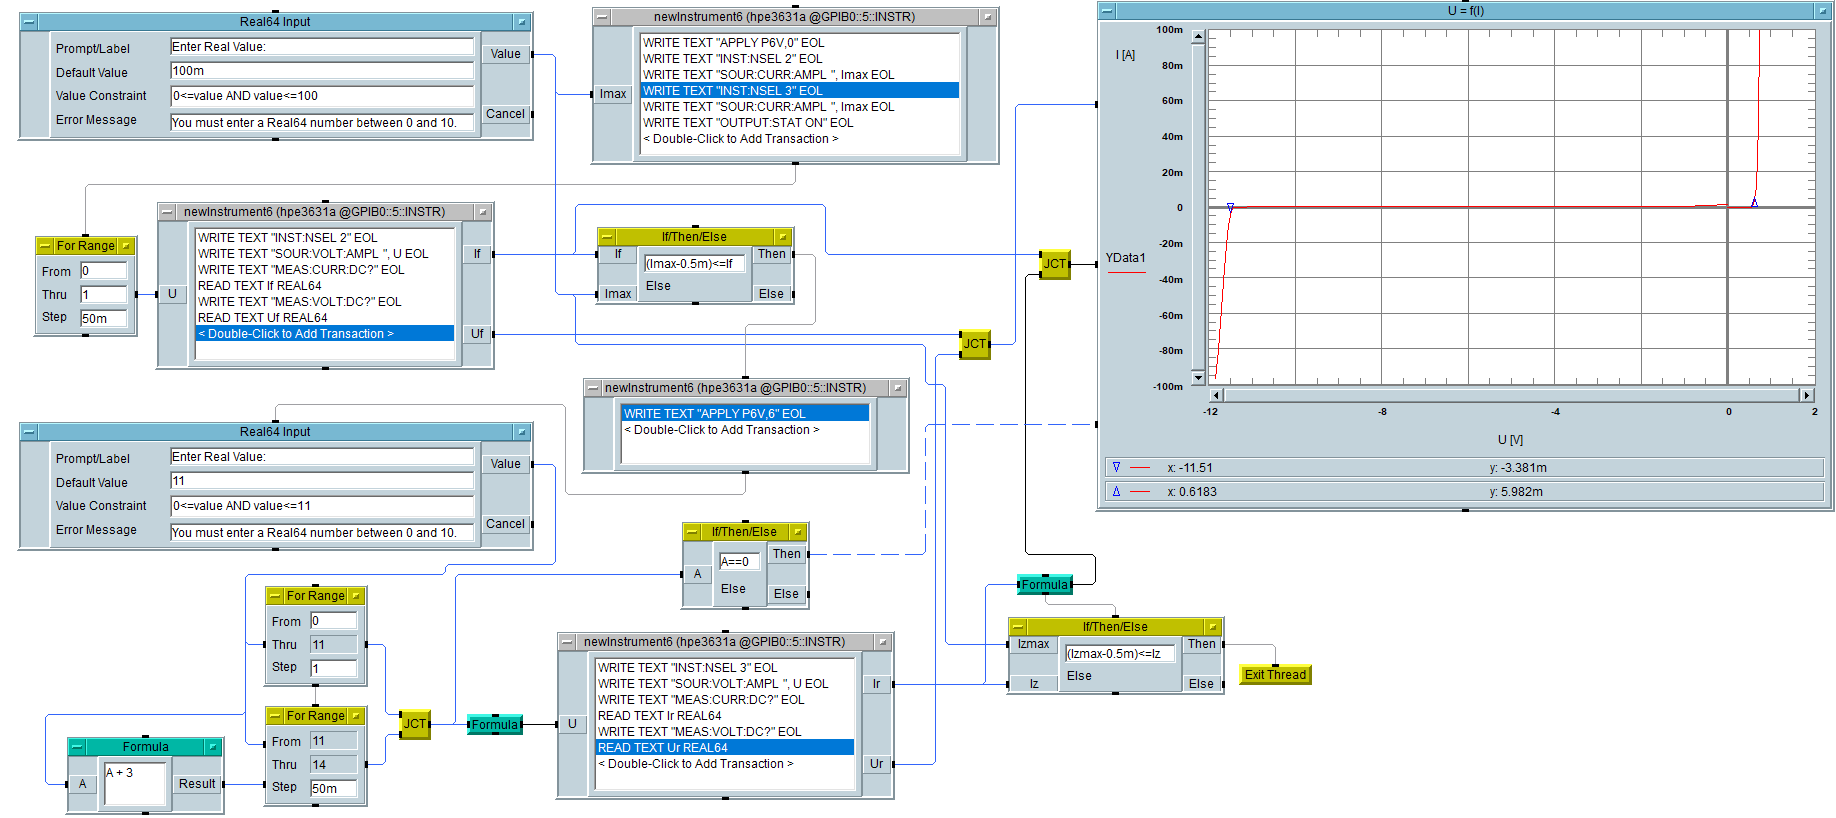 Real64 Input
Prompt/Label
Enter Real Value:
Default Value
100m
Value Constraint
0<=value AND value<=100
Error Message
You must enter a Real64 number between 0 and 10.
Value
Cancel
newInstrument6 (hpe3631a @GPIB0::5::INSTR)
Imax
WRITE TEXT "APPLY P6V,0" EOL
WRITE TEXT "INST:NSEL 2" EOL
WRITE TEXT "SOUR:CURR:AMPL ", Imax EOL
WRITE TEXT "INST:NSEL 3" EOL
WRITE TEXT "SOUR:CURR:AMPL ", Imax EOL
WRITE TEXT "OUTPUT:STAT ON" EOL
< Double-Click to Add Transaction >
U = f(I)
I [A]
YData1
100m
80m
60m
40m
20m
0
-20m
-40m
-60m
-80m
-100m
-12
-8
-4
0
2
U [V]
x: -11.51
y: -3.381m
x: 0.6183
y: 5.982m
For Range
From
0
Thru
1
Step
50m
newInstrument6 (hpe3631a @GPIB0::5::INSTR)
U
WRITE TEXT "INST:NSEL 2" EOL
WRITE TEXT "SOUR:VOLT:AMPL ", U EOL
WRITE TEXT "MEAS:CURR:DC?" EOL
READ TEXT If REAL64
WRITE TEXT "MEAS:VOLT:DC?" EOL
READ TEXT Uf REAL64
< Double-Click to Add Transaction >
If
Uf
If/Then/Else
If
Imax
(Imax-0.5m)<=If
Else
Then
Else
JCT
JCT
newInstrument6 (hpe3631a @GPIB0::5::INSTR)
WRITE TEXT "APPLY P6V,6" EOL
< Double-Click to Add Transaction >
Real64 Input
Prompt/Label
Enter Real Value:
Default Value
11
Value Constraint
0<=value AND value<=11
Error Message
You must enter a Real64 number between 0 and 10.
Value
Cancel
If/Then/Else
A
A==0
Else
Then
Else
For Range
From
0
Thru
11
Step
1
For Range
From
11
Thru
14
Step
50m
Formula
A
A + 3
Result
JCT
Formula
newInstrument6 (hpe3631a @GPIB0::5::INSTR)
U
WRITE TEXT "INST:NSEL 3" EOL
WRITE TEXT "SOUR:VOLT:AMPL ", U EOL
WRITE TEXT "MEAS:CURR:DC?" EOL
READ TEXT Ir REAL64
WRITE TEXT "MEAS:VOLT:DC?" EOL
READ TEXT Ur REAL64
< Double-Click to Add Transaction >
Ir
Ur
Formula
If/Then/Else
Izmax
Iz
(Izmax-0.5m)<=Iz
Else
Then
Else
Exit Thread